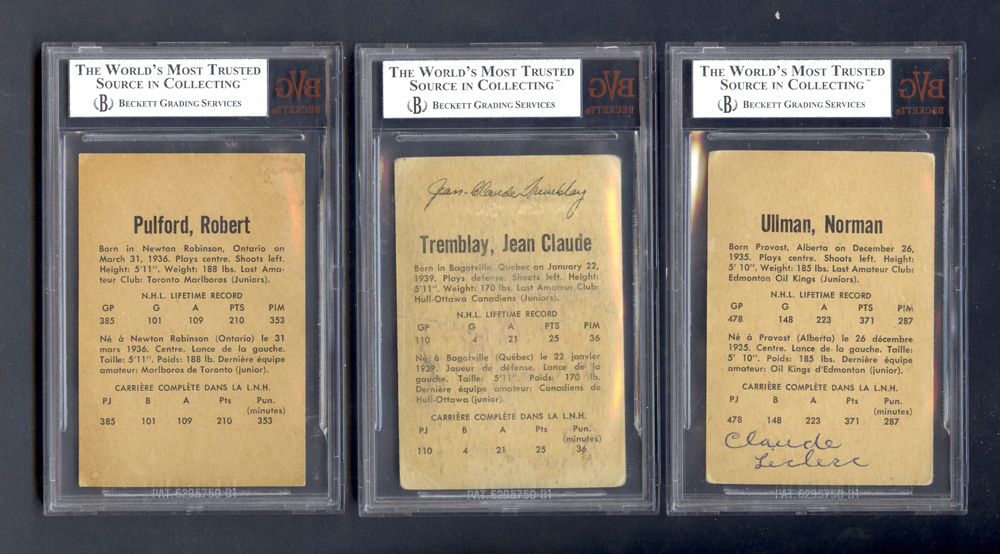 THE WORLD'S MOST TRUSTED
SOURCE IN COLLECTING™
BECKETT GRADING SERVICES
BVG
BECKETT®
Pulford, Robert
Born in Newton Robinson, Ontario on
March 31, 1936. Plays centre. Shoots left.
Height: 5'11". Weight: 188 lbs. Last Ama-
teur Club: Toronto Marlboros (Juniors).
N.H.L. LIFETIME RECORD
GP G A PTS PIM
385 101 109 210 353
Né à Newton Robinson (Ontario) le 31
mars 1936. Centre. Lance de la gauche.
Taille: 5'11". Poids: 188 lb. Dernière équipe
amateur: Marlboros de Toronto (junior).
CARRIÈRE COMPLÈTE DANS LA L.N.H.
PJ B A Pts Pun.
(minutes)
385 101 109 210 353
PAT 6295750 B1
THE WORLD'S MOST TRUSTED
SOURCE IN COLLECTING™
BECKETT GRADING SERVICES
BVG
BECKETT®
Jean-Claude Tremblay
Tremblay, Jean Claude
Born in Bagotville, Quebec on January 22,
1939. Plays defense. Shoots left. Height:
5'11". Weight: 170 lbs. Last Amateur Club:
Hull-Ottawa Canadiens (Juniors).
N.H.L. LIFETIME RECORD
GP G A PTS PIM
110 4 21 25 36
Né à Bagotville (Québec) le 22 janvier
1939. Joueur de défense. Lance de la
gauche. Taille: 5'11". Poids: 170 lb.
Dernière équipe amateur: Canadiens de
Hull-Ottawa (junior).
CARRIÈRE COMPLÈTE DANS LA L.N.H.
PJ B A Pts Pun.
(minutes)
110 4 21 25 36
PAT 6295750 B1
THE WORLD'S MOST TRUSTED
SOURCE IN COLLECTING™
BECKETT GRADING SERVICES
BVG
BECKETT®
Ullman, Norman
Born Provost, Alberta on December 26,
1935. Plays centre. Shoots left. Height:
5' 10". Weight: 185 lbs. Last Amateur Club:
Edmonton Oil Kings (Juniors).
N.H.L. LIFETIME RECORD
GP G A PTS PIM
478 148 223 371 287
Né à Provost (Alberta) le 26 décembre
1935. Centre. Lance de la gauche. Taille:
5' 10". Poids: 185 lbs. Dernière équipe
amateur: Oil Kings d'Edmonton (junior).
CARRIÈRE COMPLÈTE DANS LA L.N.H.
PJ B A Pts Pun.
(minutes)
478 148 223 371 287
Claude
Leclerc
PAT 6295750 B1